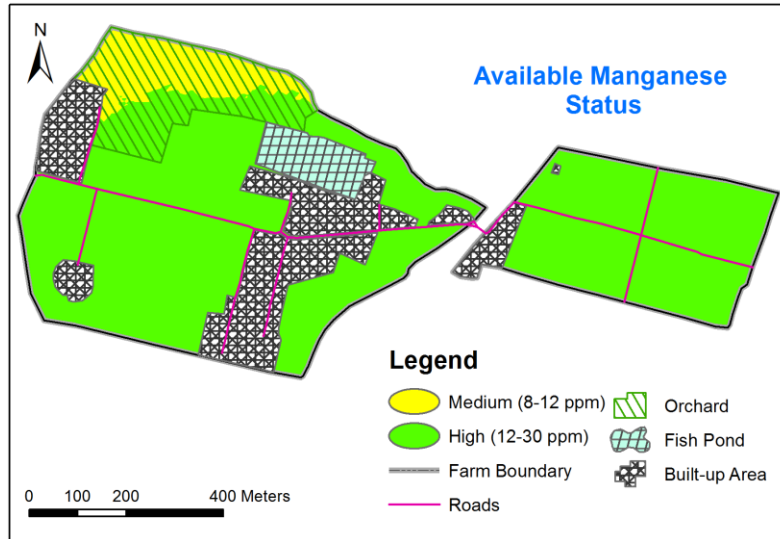 N
Available Manganese
Status
Legend
Medium (8-12 ppm)
High (12-30 ppm)
Farm Boundary
Roads
Orchard
Fish Pond
Built-up Area
0 100 200 400 Meters